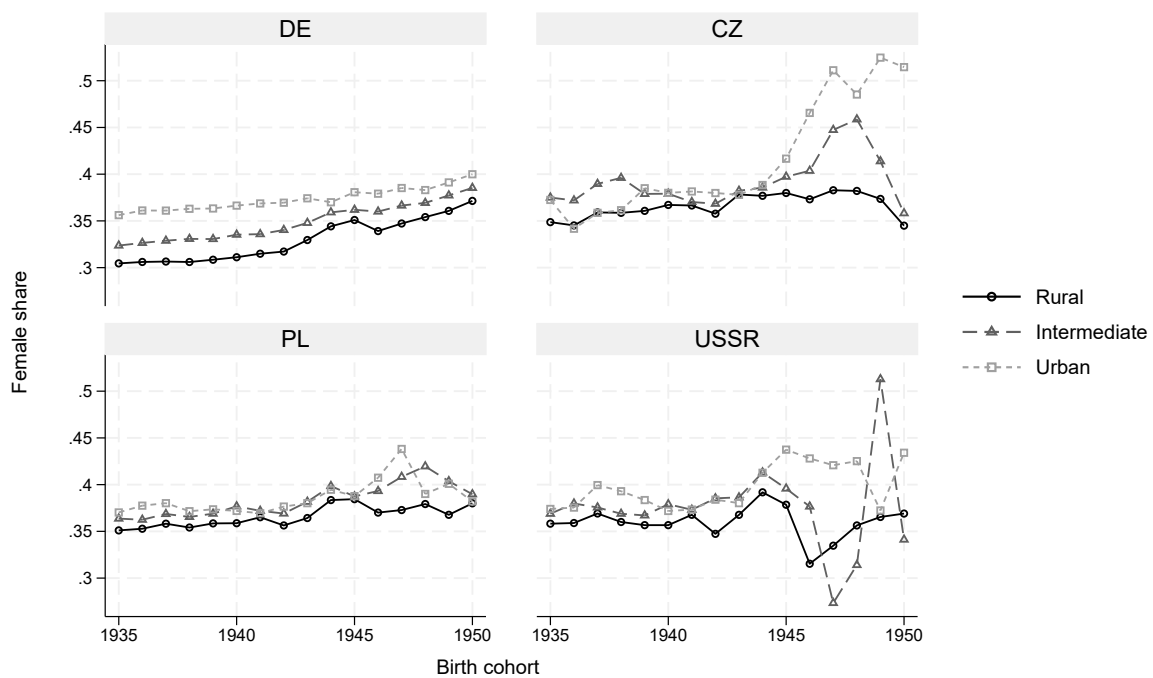 DE
CZ
.5
.45
.4
.35
.3
PL
USSR
.5
.45
.4
.35
.3
1935
1940
1945
1950
1935
1940
1945
1950
Female share
Birth cohort
Rural
Intermediate
Urban